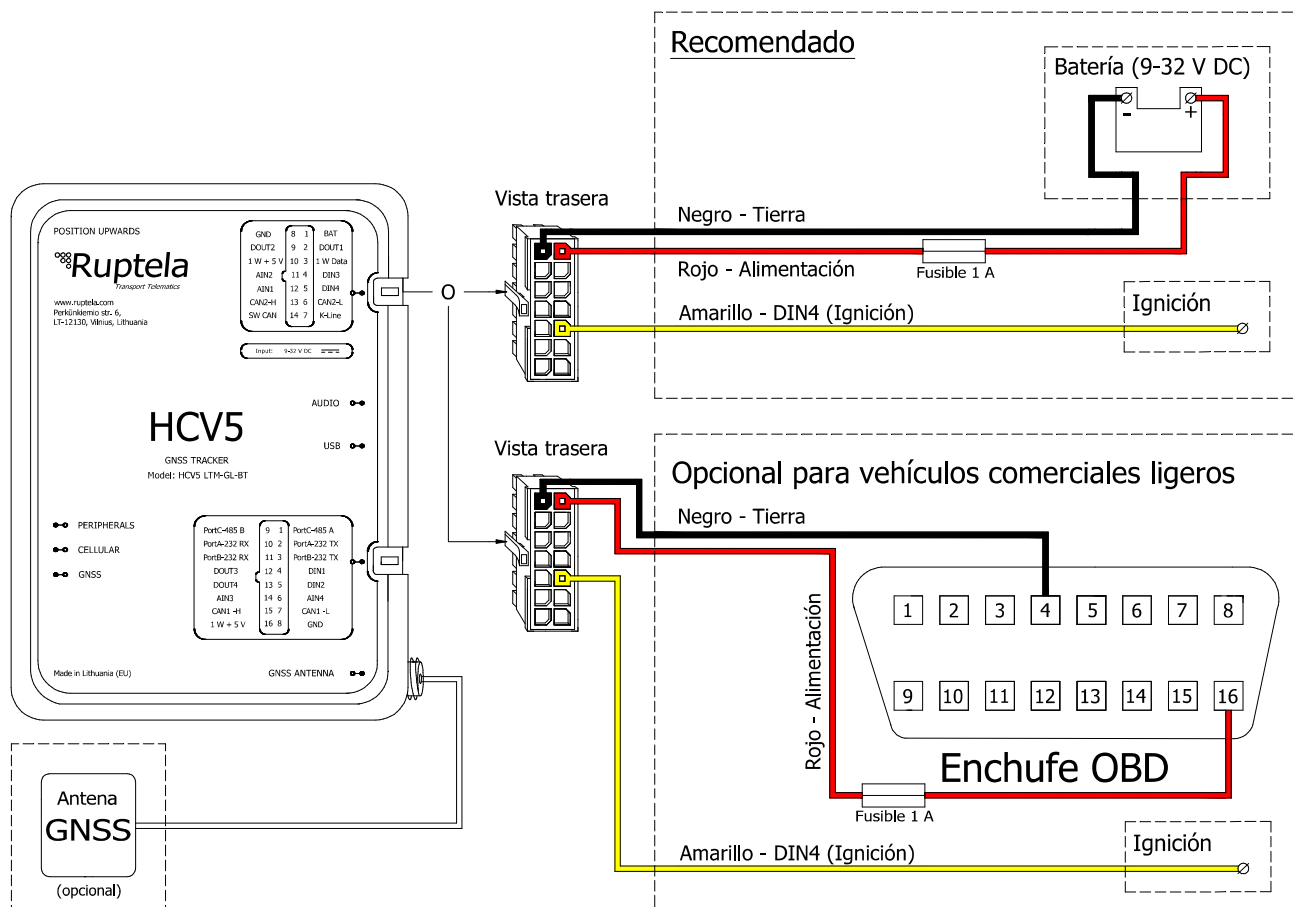 Recomendado
Batería (9-32 V DC)
- +
Vista trasera
Negro - Tierra
Rojo - Alimentación
Fusible 1 A
Amarillo - DIN4 (Ignición)
Ignición
POSITION UPWARDS
Ruptela
Transport Telematics
www.ruptela.com
Perkūnkiemio str. 6,
LT-12130, Vilnius, Lithuania
GND 8 1 BAT
DOUT2 9 2 DOUT1
1 W + 5 V 10 3 1 W Data
AIN2 11 4 DIN3
AIN1 12 5 DIN4
CAN2-H 13 6 CAN2-L
SW CAN 14 7 K-Line
Input: 9-32 V DC
O
AUDIO
USB
HCV5
GNSS TRACKER
Model: HCV5 LTM-GL-BT
PERIPHERALS
CELLULAR
GNSS
PortC-485 B 9 1 PortC-485 A
PortA-232 RX 10 2 PortA-232 TX
PortB-232 RX 11 3 PortB-232 TX
DOUT3 12 4 DIN1
DOUT4 13 5 DIN2
AIN3 14 6 AIN4
CAN1 -H 15 7 CAN1 -L
1 W + 5 V 16 8 GND
Made in Lithuania (EU)
GNSS ANTENNA
Antena
GNSS
(opcional)
Vista trasera
Opcional para vehículos comerciales ligeros
Negro - Tierra
Rojo - Alimentación
1 2 3 4 5 6 7 8
9 10 11 12 13 14 15 16
Enchufe OBD
Fusible 1 A
Amarillo - DIN4 (Ignición)
Ignición